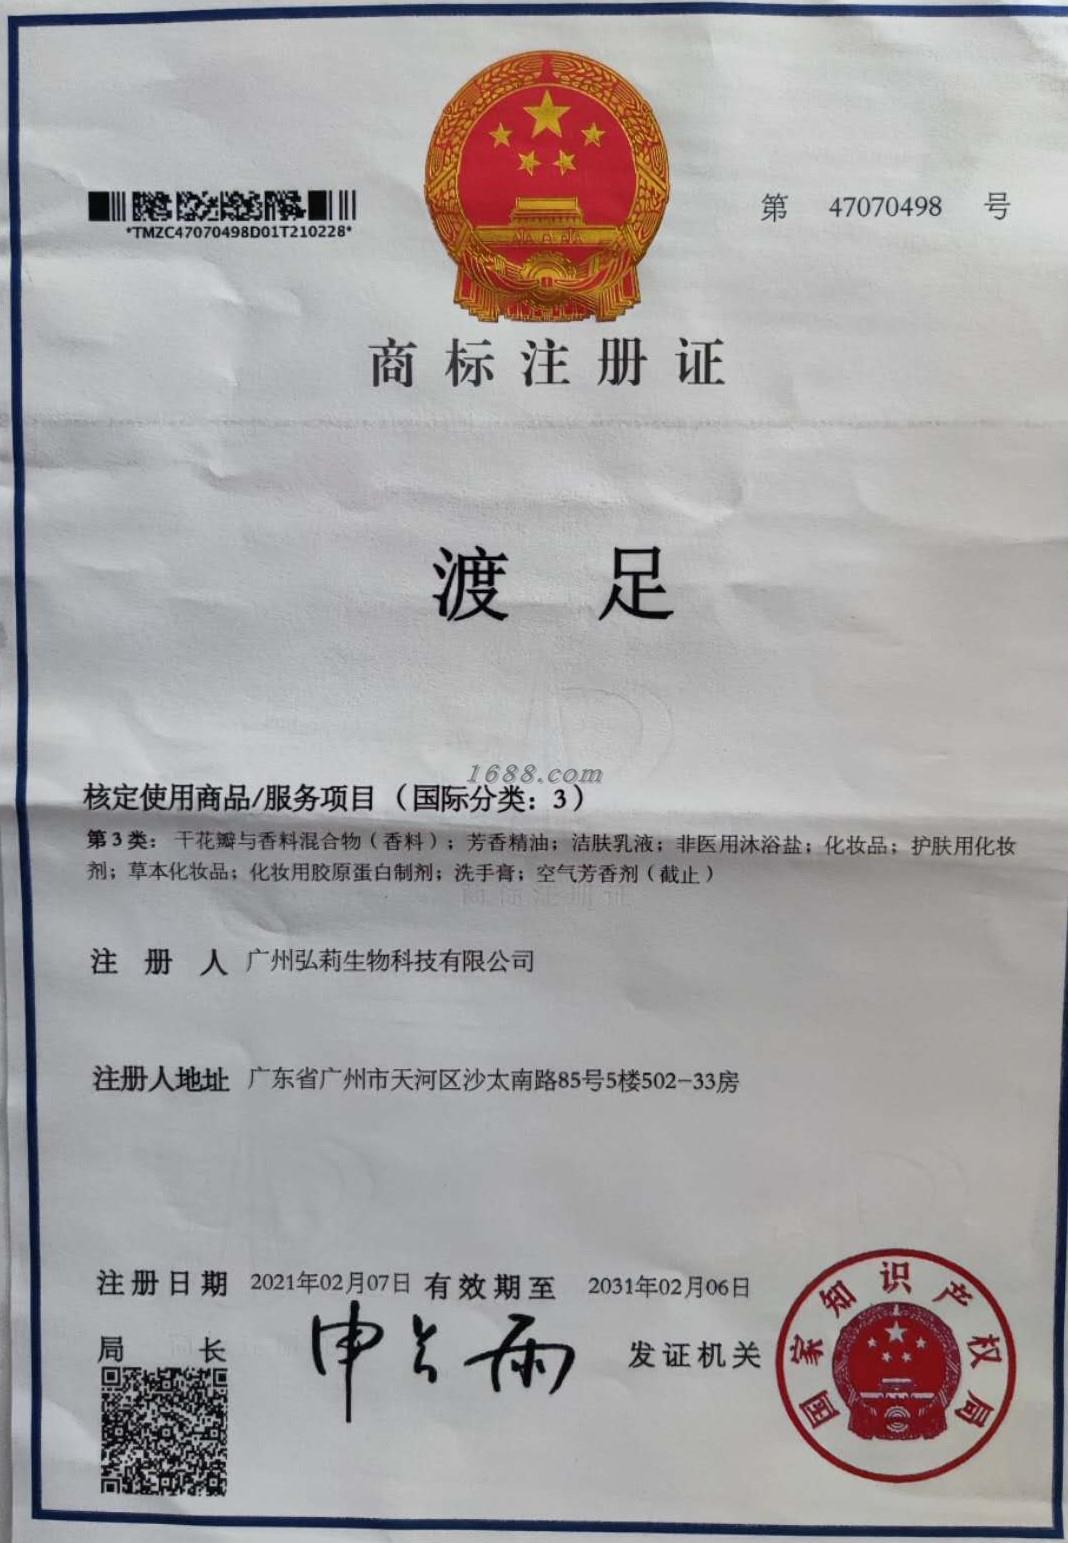 第 47070498 号
*TMZC47070498D01T210228*
商标注册证
渡足
1688.com
核定使用商品/服务项目（国际分类：3）
第3类：干花瓣与香料混合物（香料）；芳香精油；洁肤乳液；非医用沐浴盐；化妆品；护肤用化妆
剂；草本化妆品；化妆用胶原蛋白制剂；洗手膏；空气芳香剂（截止）
注册人 广州弘莉生物科技有限公司
注册人地址 广东省广州市天河区沙太南路85号5楼502-33房
注册日期 2021年02月07日 有效期至 2031年02月06日
局长 申长雨 发证机关
国家知识产权局